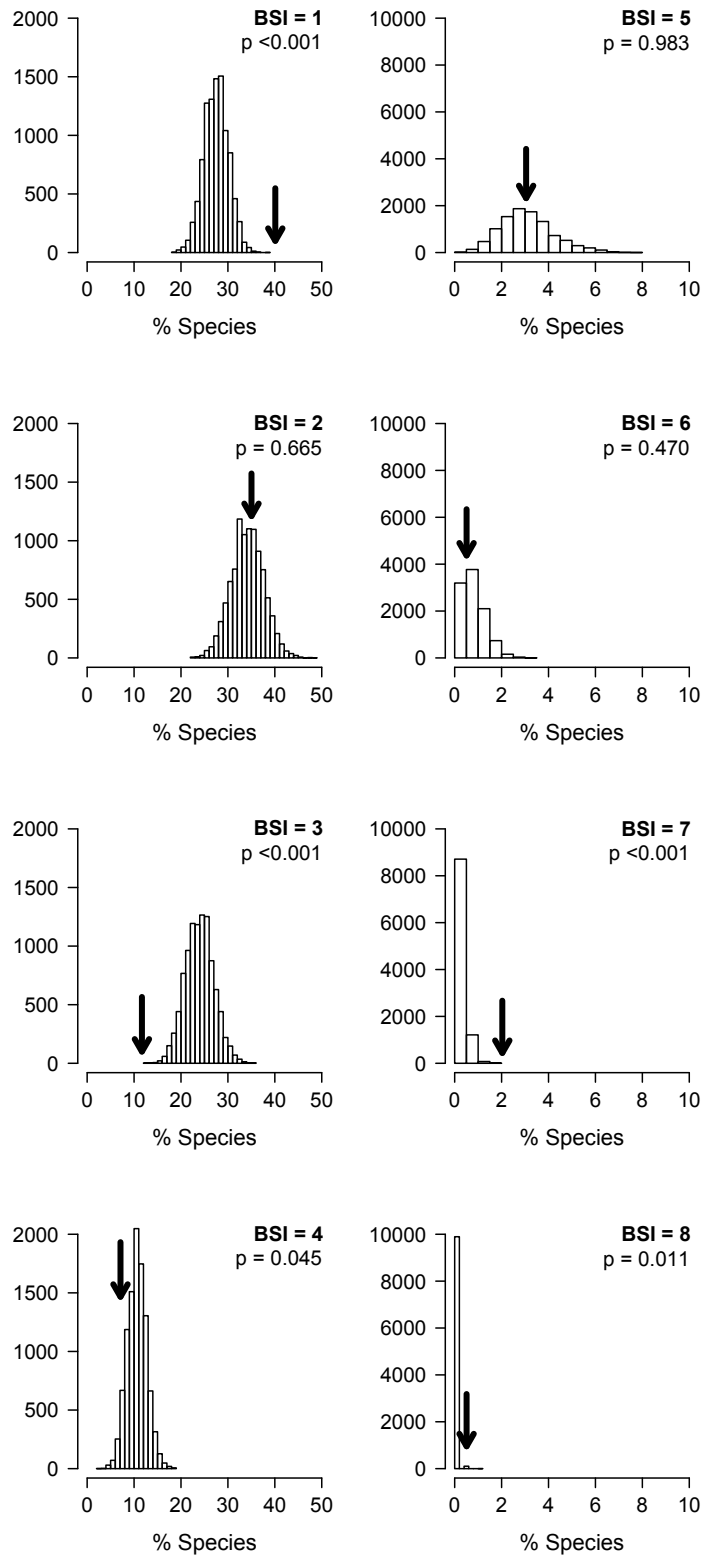 BSI = 1
p <0.001
2000
1500
1000
500
0
0 10 20 30 40 50
% Species
BSI = 5
p = 0.983
10000
8000
6000
4000
2000
0
0 2 4 6 8 10
% Species
BSI = 2
p = 0.665
2000
1500
1000
500
0
0 10 20 30 40 50
% Species
BSI = 6
p = 0.470
10000
8000
6000
4000
2000
0
0 2 4 6 8 10
% Species
BSI = 3
p <0.001
2000
1500
1000
500
0
0 10 20 30 40 50
% Species
BSI = 7
p <0.001
10000
8000
6000
4000
2000
0
0 2 4 6 8 10
% Species
BSI = 4
p = 0.045
2000
1500
1000
500
0
0 10 20 30 40 50
% Species
BSI = 8
p = 0.011
10000
8000
6000
4000
2000
0
0 2 4 6 8 10
% Species